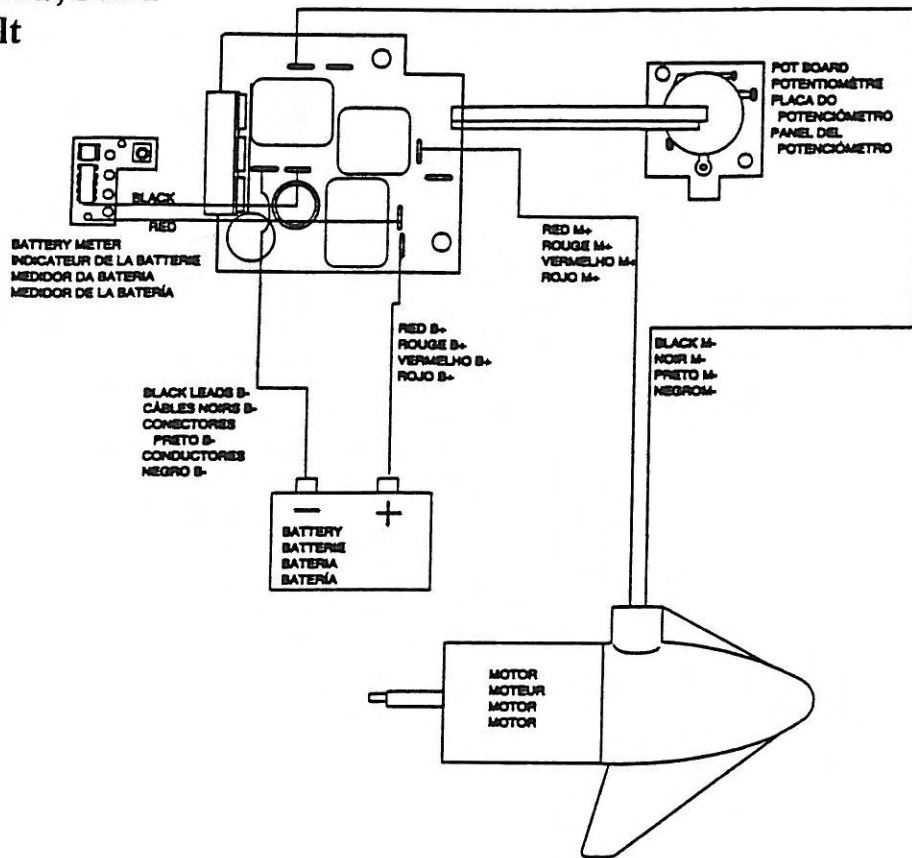 lt
POT BOARD
POTENTIOMÈTRE
PLACA DO
POTENCIÓMETRO
PANEL DEL
POTENCIÓMETRO
BLACK
RED
BATTERY METER
INDICATEUR DE LA BATTERIE
MEDIDOR DA BATERIA
MEDIDOR DE LA BATERÍA
RED M+
ROUGE M+
VERMELHO M+
ROJO M+
RED B+
ROUGE B+
VERMELHO B+
ROJO B+
BLACK M-
NOIR M-
PRETO M-
NEGROM-
BLACK LEADS B-
CÂBLES NOIRS B-
CONECTORES
PRETO B-
CONDUCTORES
NEGRO B-
— +
BATTERY
BATTERIE
BATERIA
BATERÍA
MOTOR
MOTEUR
MOTOR
MOTOR